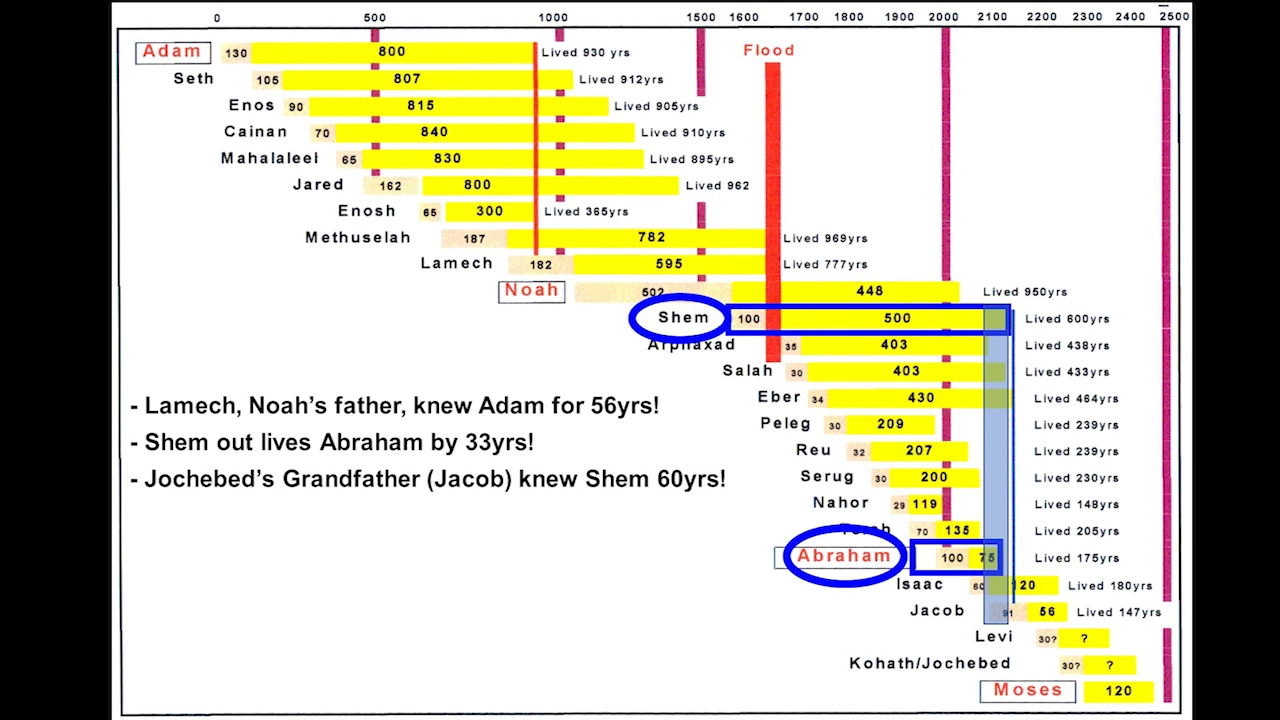 0 500 1000 1500 1600 1700 1800 1900 2000 2100 2200 2300 2400 2500
Adam 130 800 Lived 930 yrs Flood
Seth 105 807 Lived 912yrs
Enos 90 815 Lived 905yrs
Cainan 70 840 Lived 910yrs
Mahalaleel 65 830 Lived 895yrs
Jared 162 800 Lived 962
Enosh 65 300 Lived 365yrs
Methuselah 187 782 Lived 969yrs
Lamech 182 595 Lived 777yrs
Noah 502 448 Lived 950yrs
Shem 100 500 Lived 600yrs
Arphaxad 35 403 Lived 438yrs
Salah 30 403 Lived 433yrs
Eber 34 430 Lived 464yrs
- Lamech, Noah's father, knew Adam for 56yrs!
Peleg 30 209 Lived 239yrs
- Shem out lives Abraham by 33yrs!
Reu 32 207 Lived 239yrs
Serug 30 200 Lived 230yrs
- Jochebed's Grandfather (Jacob) knew Shem 60yrs!
Nahor 29 119 Lived 148yrs
70 135 Lived 205yrs
Abraham 100 75 Lived 175yrs
Isaac 60 120 Lived 180yrs
Jacob 91 56 Lived 147yrs
Levi 30? ?
Kohath/Jochebed 30? ?
Moses 120